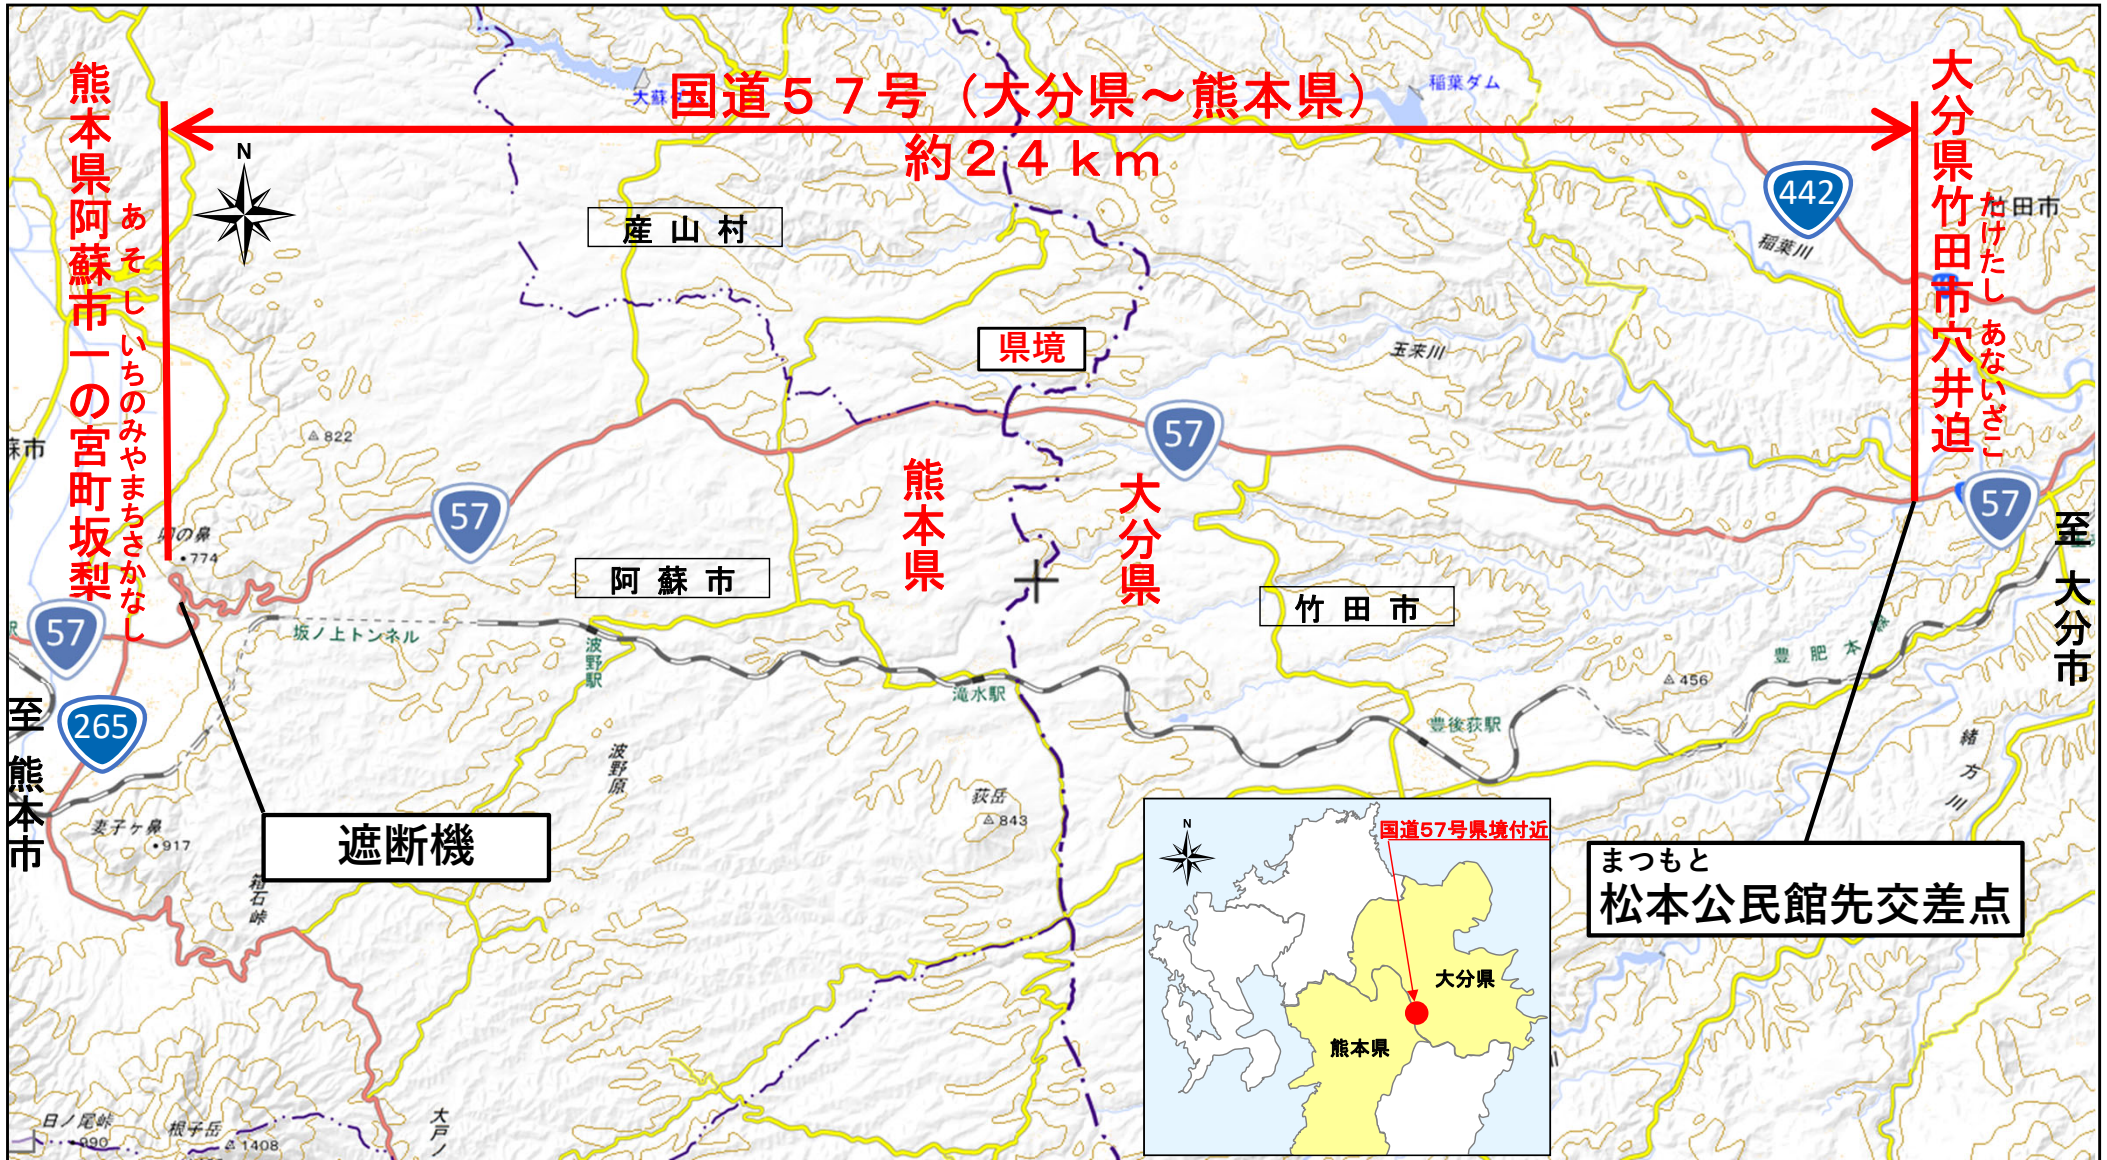 国道５７号（大分県～熊本県）
約２４ｋｍ
熊本県阿蘇市一の宮町坂梨
あそし いちのみやまちさかなし
大分県竹田市穴井迫
たけたし あないざこ
N
稲葉ダム
442
竹田市
稲葉川
産山村
県境
玉来川
822
57
57
57
57
265
熊本県
大分県
774
阿蘇市
竹田市
坂ノ上トンネル
波野駅
滝水駅
豊後荻駅
豊肥本線
456
至 大分市
至 熊本市
波野原
荻岳
843
緒方川
妻子ヶ鼻
917
箱石峠
遮断機
まつもと
松本公民館先交差点
N
国道57号県境付近
大分県
熊本県
日ノ尾峠
990
根子岳
1408
大戸ノ